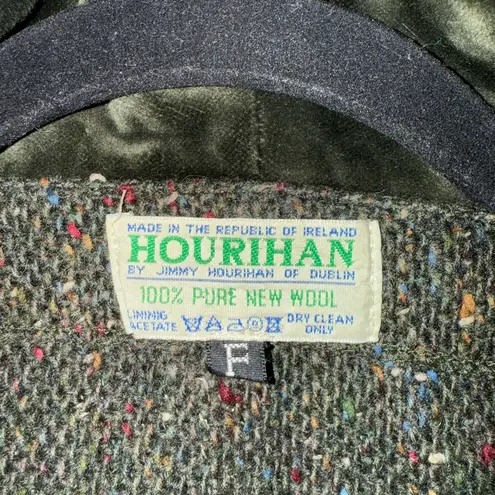 MADE IN THE REPUBLIC OF IRELAND
HOURIHAN
BY JIMMY HOURIHAN OF DUBLIN
100% PURE NEW WOOL
LINING DRY CLEAN
ACETATE ONLY
F